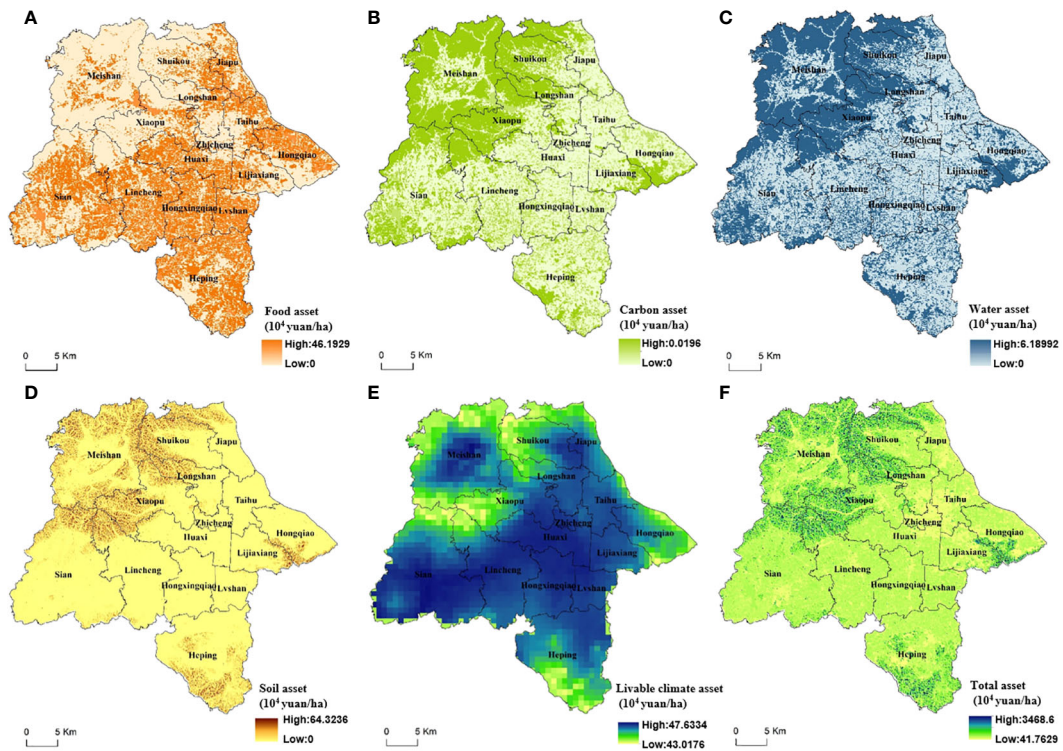 A
Meishan
Shuikou
Jiapu
Longshan
Xiaopu
Taihu
Zhicheng
Huaxi
Hongqiao
Lijiaxiang
Sian
Lincheng
Hongxingqiao
Lvshan
Heping
Food asset
(10⁴ yuan/ha)
High:46.1929
Low:0
0 5 Km
B
Meishan
Shuikou
Jiapu
Longshan
Xiaopu
Taihu
Zhicheng
Huaxi
Hongqiao
Lijiaxiang
Sian
Lincheng
Hongxingqiao
Lvshan
Heping
Carbon asset
(10⁴ yuan/ha)
High:0.0196
Low:0
0 5 Km
C
Meishan
Shuikou
Jiapu
Longshan
Xiaopu
Taihu
Zhicheng
Huaxi
Hongqiao
Lijiaxiang
Sian
Lincheng
Hongxingqiao
Lvshan
Heping
Water asset
(10⁴ yuan/ha)
High:6.18992
Low:0
0 5 Km
D
Meishan
Shuikou
Jiapu
Longshan
Xiaopu
Taihu
Zhicheng
Huaxi
Hongqiao
Lijiaxiang
Sian
Lincheng
Hongxingqiao
Lvshan
Heping
Soil asset
(10⁴ yuan/ha)
High:64.3236
Low:0
0 5 Km
E
Meishan
Shuikou
Jiapu
Longshan
Xiaopu
Taihu
Zhicheng
Huaxi
Hongqiao
Lijiaxiang
Sian
Lincheng
Hongxingqiao
Lvshan
Heping
Livable climate asset
(10⁴ yuan/ha)
High:47.6334
Low:43.0176
0 5 Km
F
Meishan
Shuikou
Jiapu
Longshan
Xiaopu
Taihu
Zhicheng
Huaxi
Hongqiao
Lijiaxiang
Sian
Lincheng
Hongxingqiao
Lvshan
Heping
Total asset
(10⁴ yuan/ha)
High:3468.6
Low:41.7629
0 5 Km